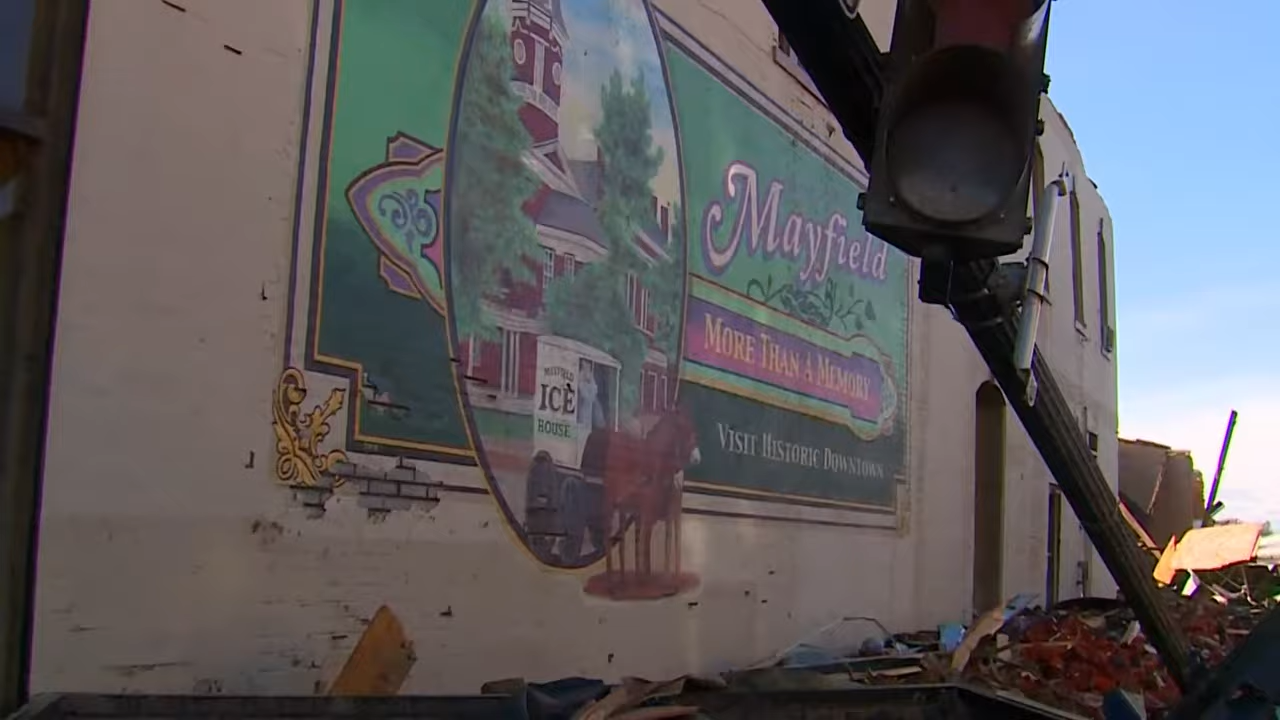 Mayfield
MORE THAN A MEMORY
VISIT HISTORIC DOWNTOWN
MAYFIELD
ICE
HOUSE